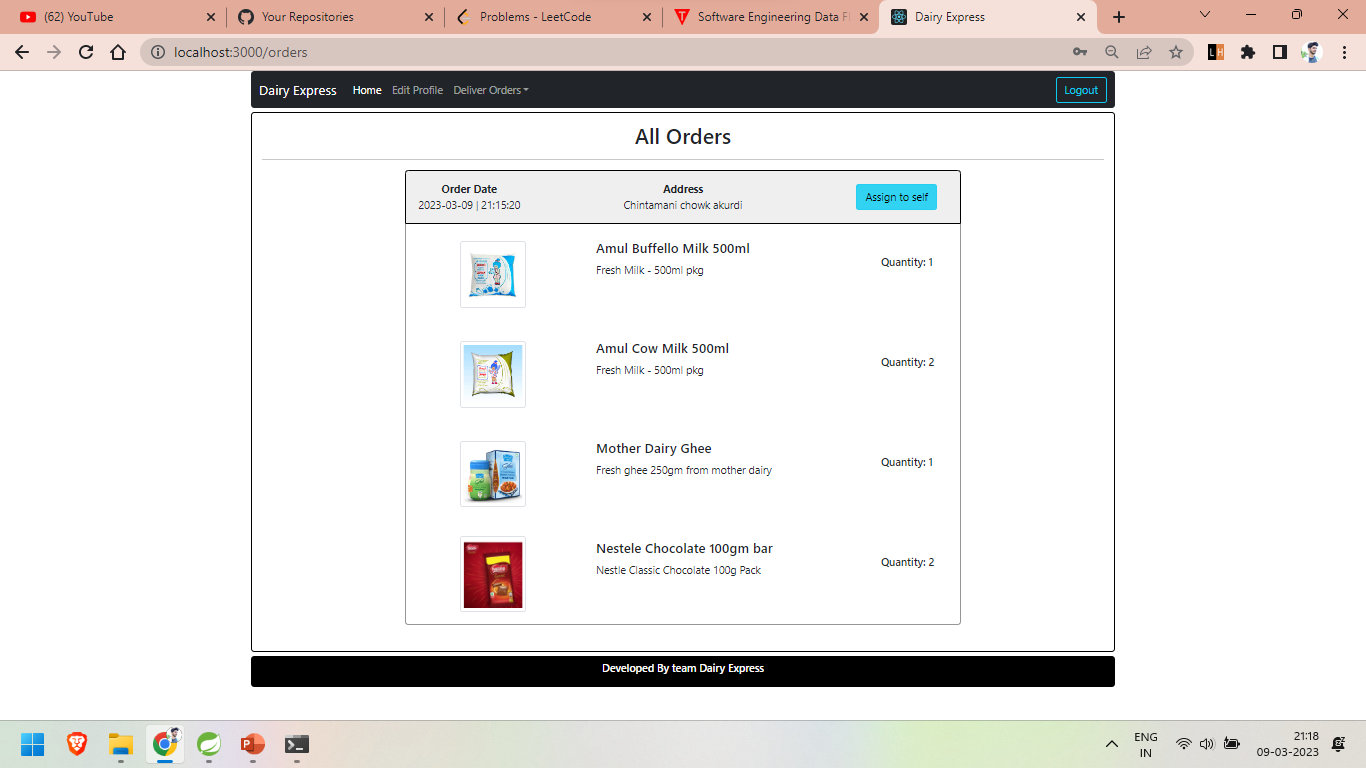 (62) YouTube
Your Repositories
Problems - LeetCode
Software Engineering Data Fl
Dairy Express
localhost:3000/orders
Dairy Express Home Edit Profile Deliver Orders Logout
All Orders
Order Date Address
Assign to self
2023-03-09 | 21:15:20 Chintamani chowk akurdi
Amul Buffello Milk 500ml
Quantity: 1
Fresh Milk - 500ml pkg
Amul Cow Milk 500ml
Quantity: 2
Fresh Milk - 500ml pkg
Mother Dairy Ghee
Quantity: 1
Fresh ghee 250gm from mother dairy
Nestele Chocolate 100gm bar
Quantity: 2
Nestle Classic Chocolate 100g Pack
Developed By team Dairy Express
ENG
IN
21:18
09-03-2023